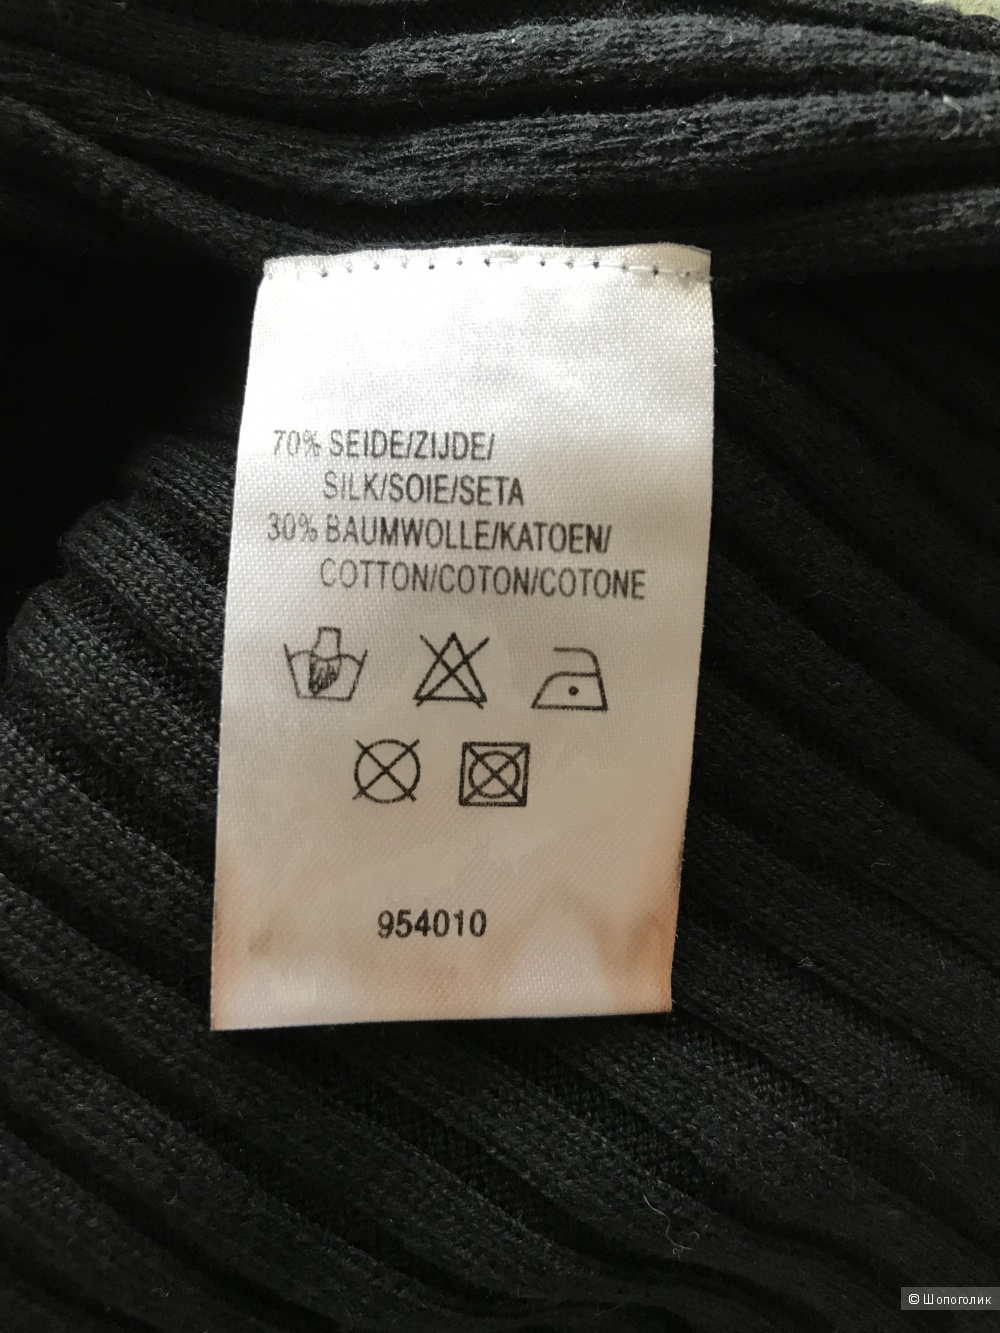 70% SEIDE/ZIJDE/
SILK/SOIE/SETA
30% BAUMWOLLE/KATOEN/
COTTON/COTON/COTONE
954010
© Шопоголик